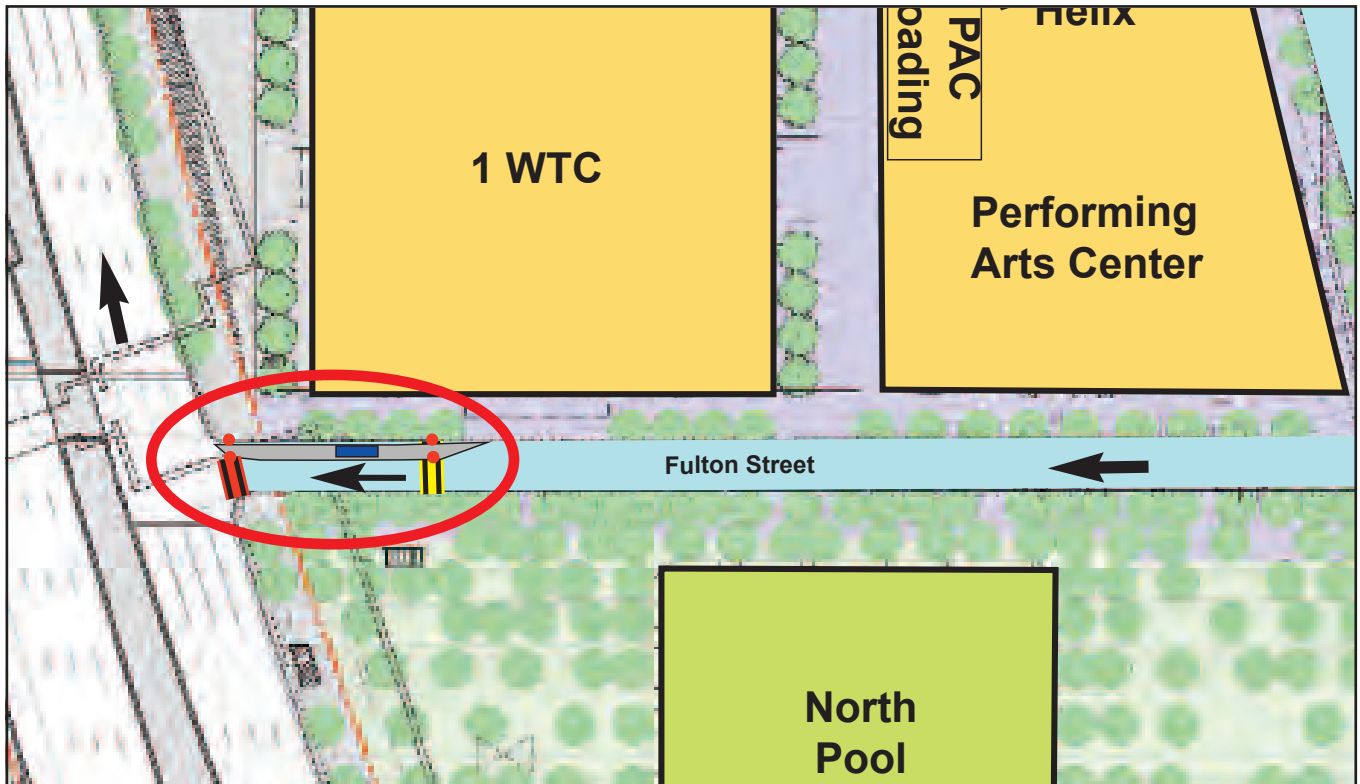 Helix
PAC
oading
1 WTC
Performing
Arts Center
Fulton Street
North
Pool